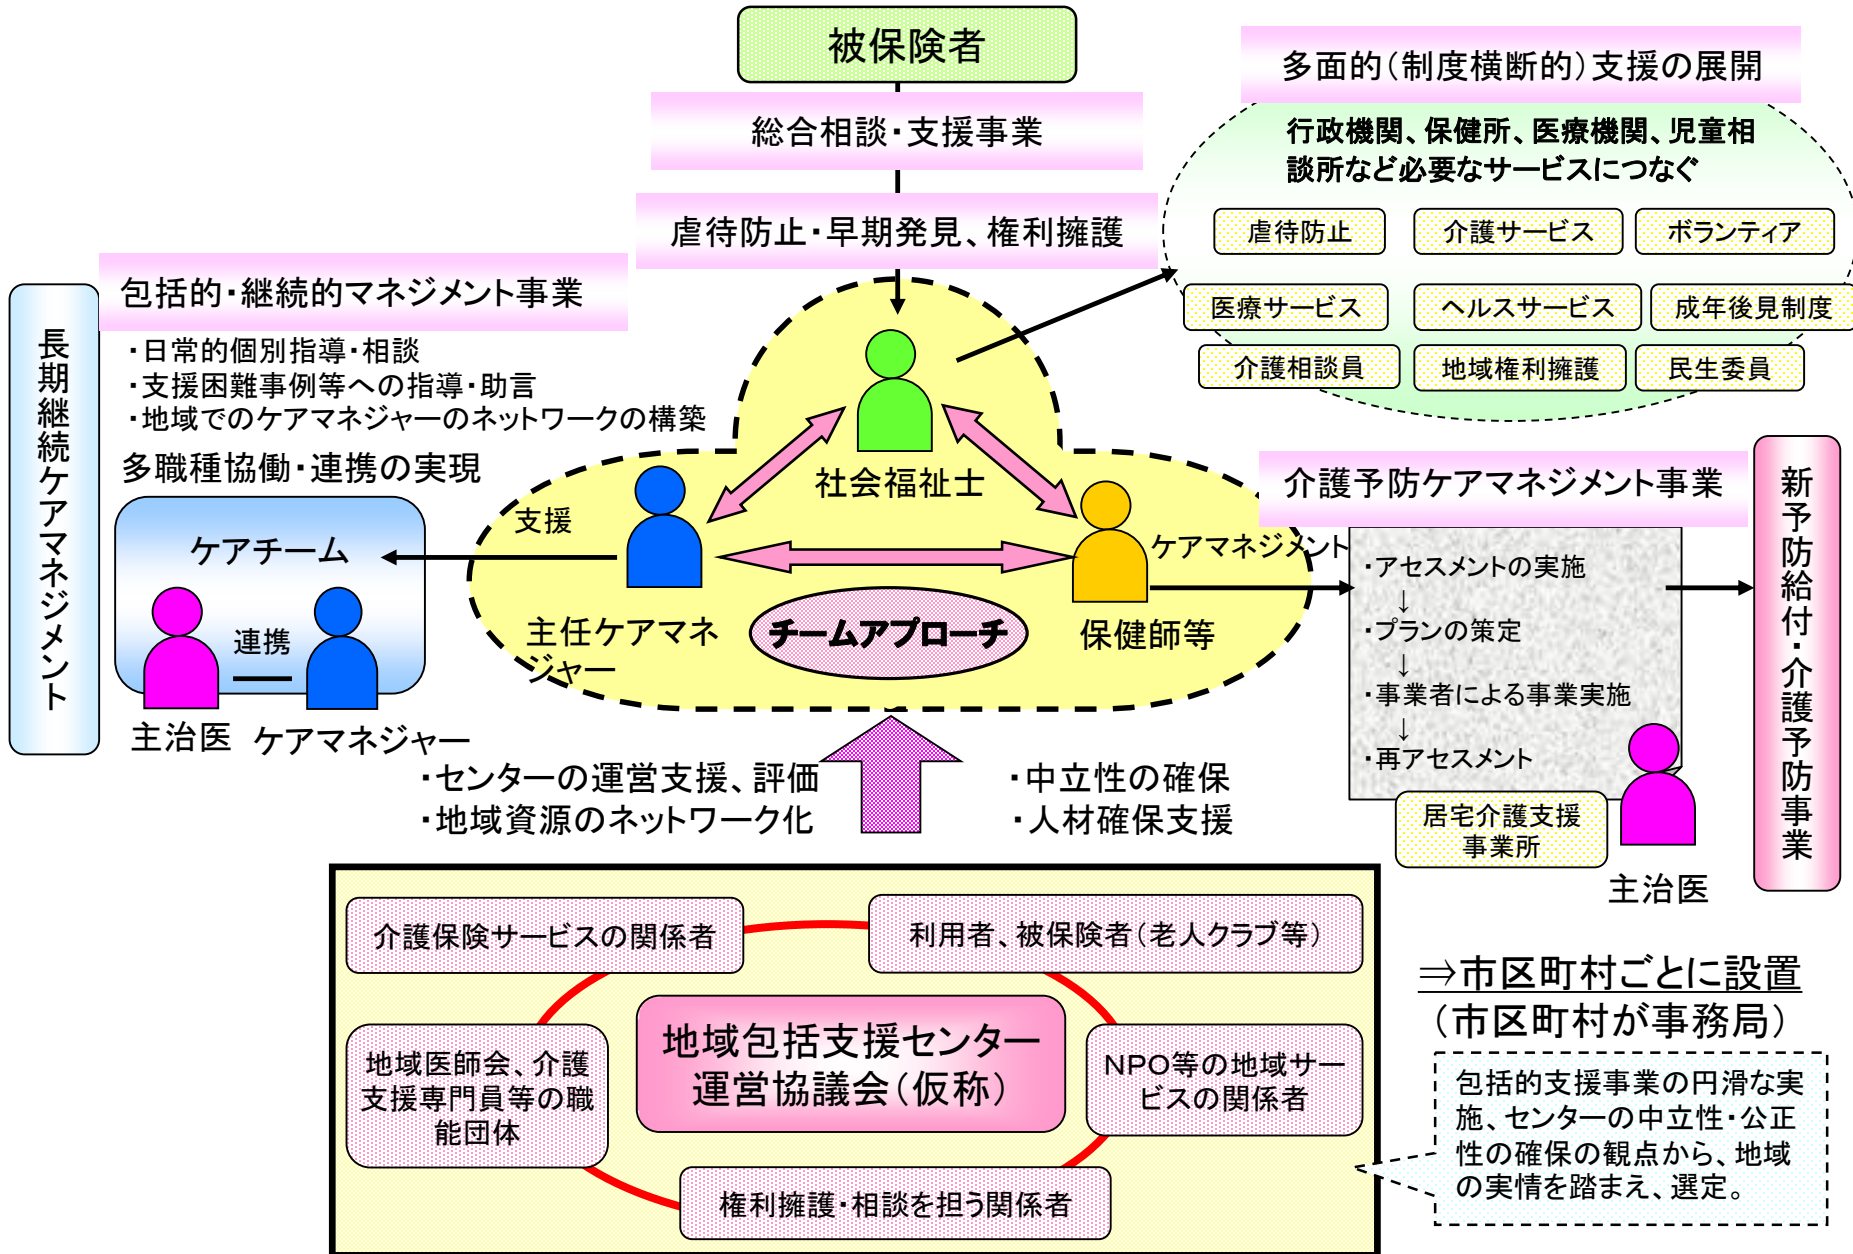 被保険者
総合相談・支援事業
虐待防止・早期発見、権利擁護
多面的（制度横断的）支援の展開
行政機関、保健所、医療機関、児童相
談所など必要なサービスにつなぐ
虐待防止
介護サービス
ボランティア
医療サービス
ヘルスサービス
成年後見制度
介護相談員
地域権利擁護
民生委員
長期継続ケアマネジメント
包括的・継続的マネジメント事業
・日常的個別指導・相談
・支援困難事例等への指導・助言
・地域でのケアマネジャーのネットワークの構築
多職種協働・連携の実現
ケアチーム
連携
主治医
ケアマネジャー
支援
社会福祉士
主任ケアマネ
ジャー
チームアプローチ
保健師等
ケアマネジメント
介護予防ケアマネジメント事業
・アセスメントの実施
↓
・プランの策定
↓
・事業者による事業実施
↓
・再アセスメント
居宅介護支援
事業所
主治医
新予防給付・介護予防事業
・センターの運営支援、評価
・地域資源のネットワーク化
・中立性の確保
・人材確保支援
介護保険サービスの関係者
利用者、被保険者（老人クラブ等）
地域医師会、介護
支援専門員等の職
能団体
地域包括支援センター
運営協議会（仮称）
NPO等の地域サー
ビスの関係者
権利擁護・相談を担う関係者
⇒市区町村ごとに設置
（市区町村が事務局）
包括的支援事業の円滑な実
施、センターの中立性・公正
性の確保の観点から、地域
の実情を踏まえ、選定。